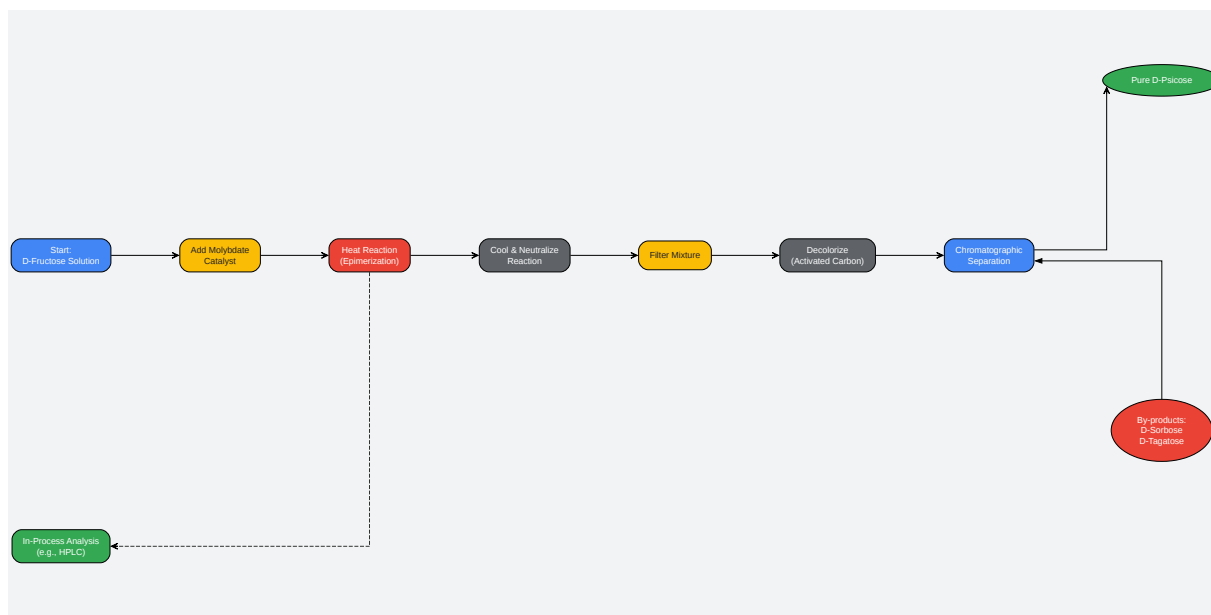 Pure D-Psicose
Start:
D-Fructose Solution
Add Molybdate
Catalyst
Heat Reaction
(Epimerization)
Cool & Neutralize
Reaction
Filter Mixture
Decolorize
(Activated Carbon)
Chromatographic
Separation
By-products:
D-Sorbose
D-Tagatose
In-Process Analysis
(e.g., HPLC)